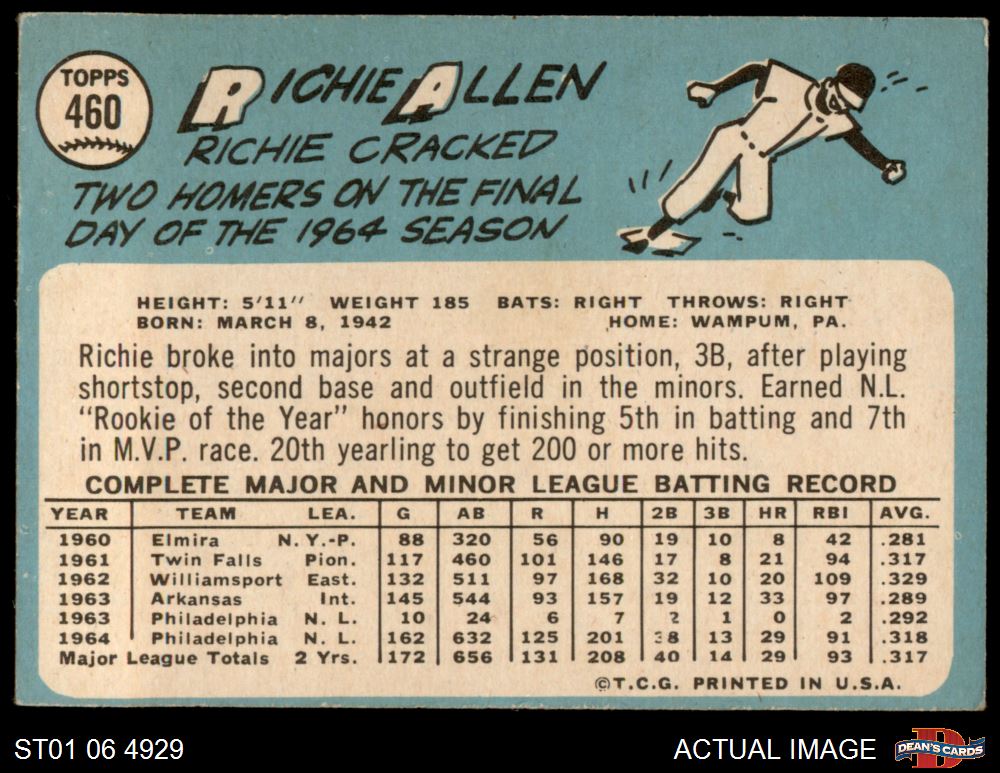 TOPPS
460
RICHIE ALLEN
RICHIE CRACKED
TWO HOMERS ON THE FINAL
DAY OF THE 1964 SEASON
HEIGHT: 5'11" WEIGHT 185 BATS: RIGHT THROWS: RIGHT
BORN: MARCH 8, 1942 HOME: WAMPUM, PA.
Richie broke into majors at a strange position, 3B, after playing
shortstop, second base and outfield in the minors. Earned N.L.
"Rookie of the Year" honors by finishing 5th in batting and 7th
in M.V.P. race. 20th yearling to get 200 or more hits.
COMPLETE MAJOR AND MINOR LEAGUE BATTING RECORD
YEAR TEAM LEA. G AB R H 2B 3B HR RBI AVG.
1960 Elmira N.Y.-P. 88 320 56 90 19 10 8 42 .281
1961 Twin Falls Pion. 117 460 101 146 17 8 21 94 .317
1962 Williamsport East. 132 511 97 168 32 10 20 109 .329
1963 Arkansas Int. 145 544 93 157 19 12 33 97 .289
1963 Philadelphia N. L. 10 24 6 7 2 1 0 2 .292
1964 Philadelphia N. L. 162 632 125 201 38 13 29 91 .318
Major League Totals 2 Yrs. 172 656 131 208 40 14 29 93 .317
©T.C.G. PRINTED IN U.S.A.
ST01 06 4929 ACTUAL IMAGE D DEAN'S CARDS